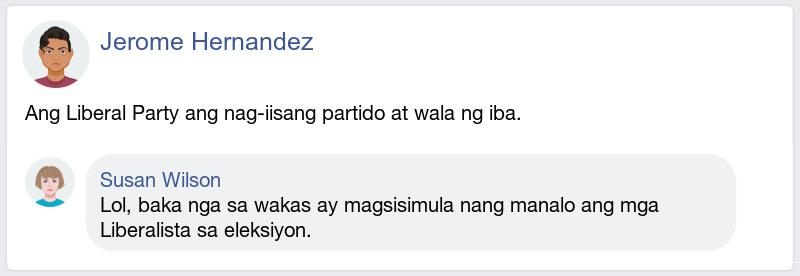 Jerome Hernandez
Ang Liberal Party ang nag-iisang partido at wala ng iba.
Susan Wilson
Lol, baka nga sa wakas ay magsisimula nang manalo ang mga
Liberalista sa eleksiyon.